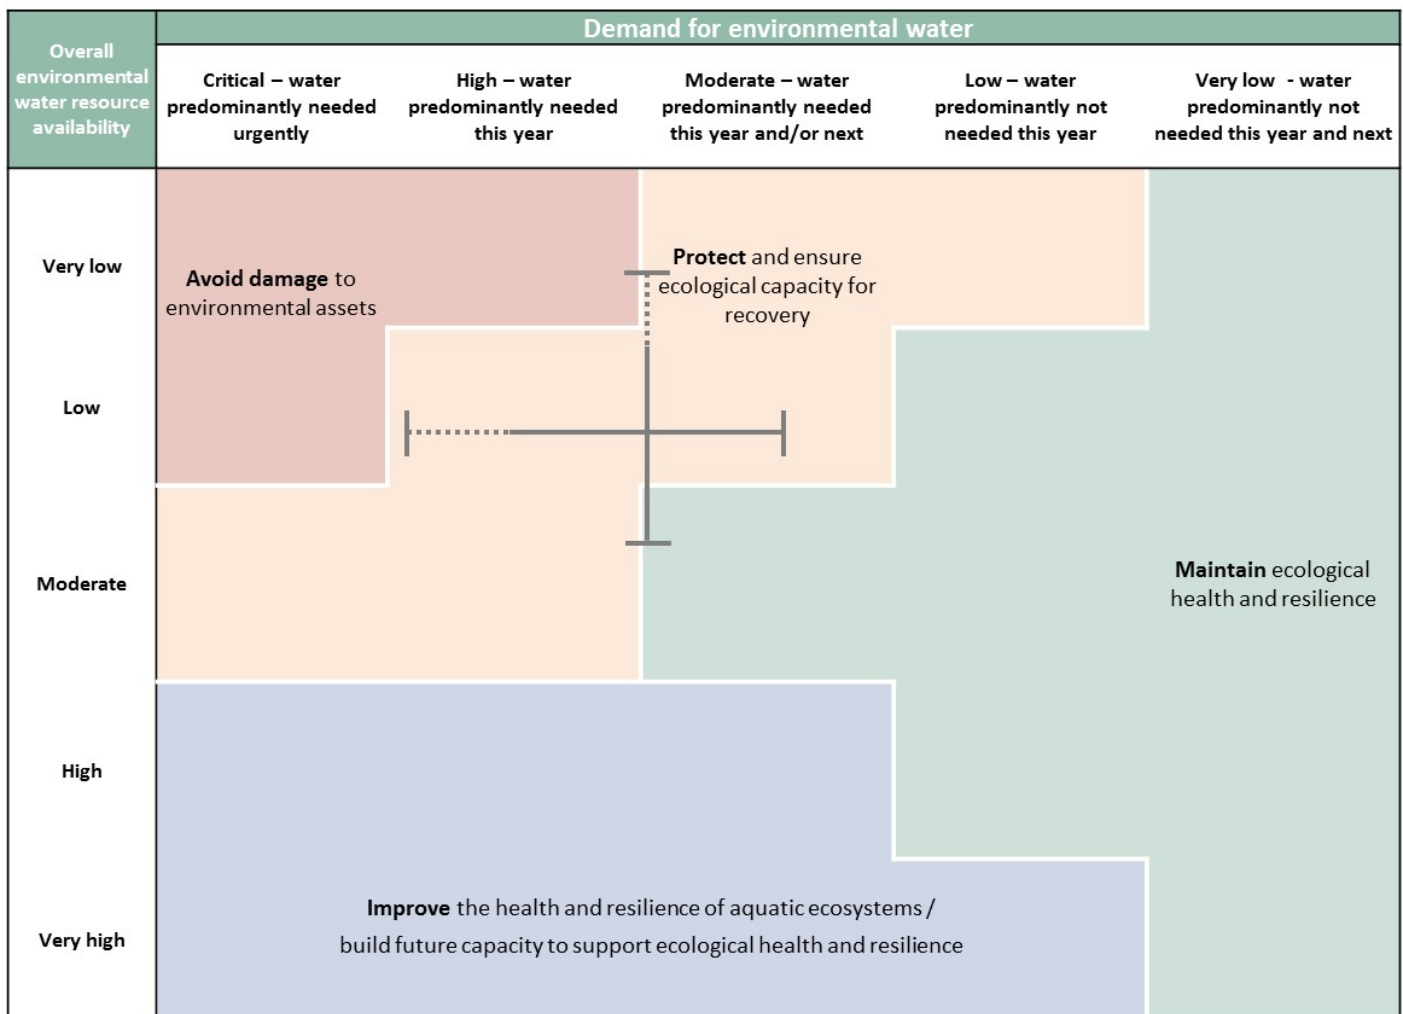 Demand for environmental water
Overall
environmental
water resource
availability
Critical – water
predominantly needed
urgently
High – water
predominantly needed
this year
Moderate – water
predominantly needed
this year and/or next
Low – water
predominantly not
needed this year
Very low - water
predominantly not
needed this year and next
Very low
Avoid damage to
environmental assets
Protect and ensure
ecological capacity for
recovery
Low
Moderate
Maintain ecological
health and resilience
High
Very high
Improve the health and resilience of aquatic ecosystems /
build future capacity to support ecological health and resilience